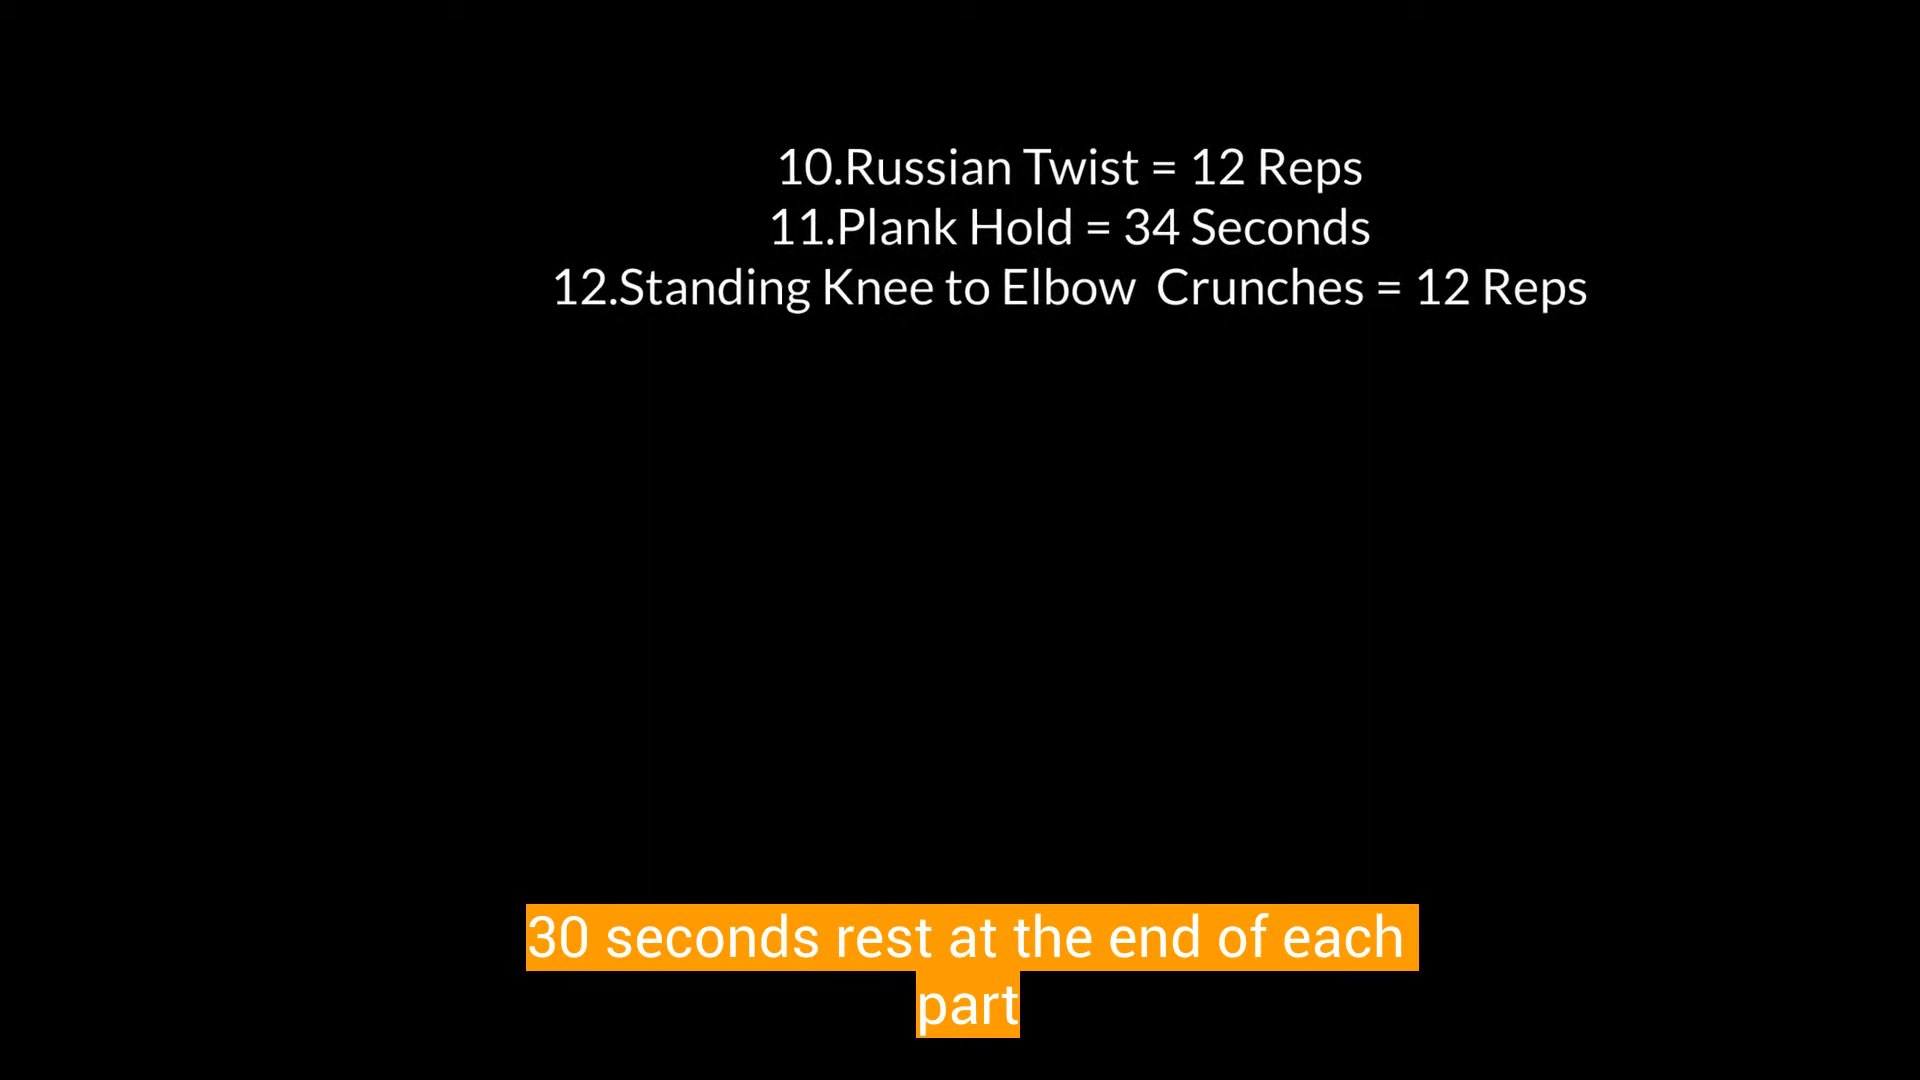 10.Russian Twist = 12 Reps
11.Plank Hold = 34 Seconds
12.Standing Knee to Elbow  Crunches = 12 Reps
30 seconds rest at the end of each
part